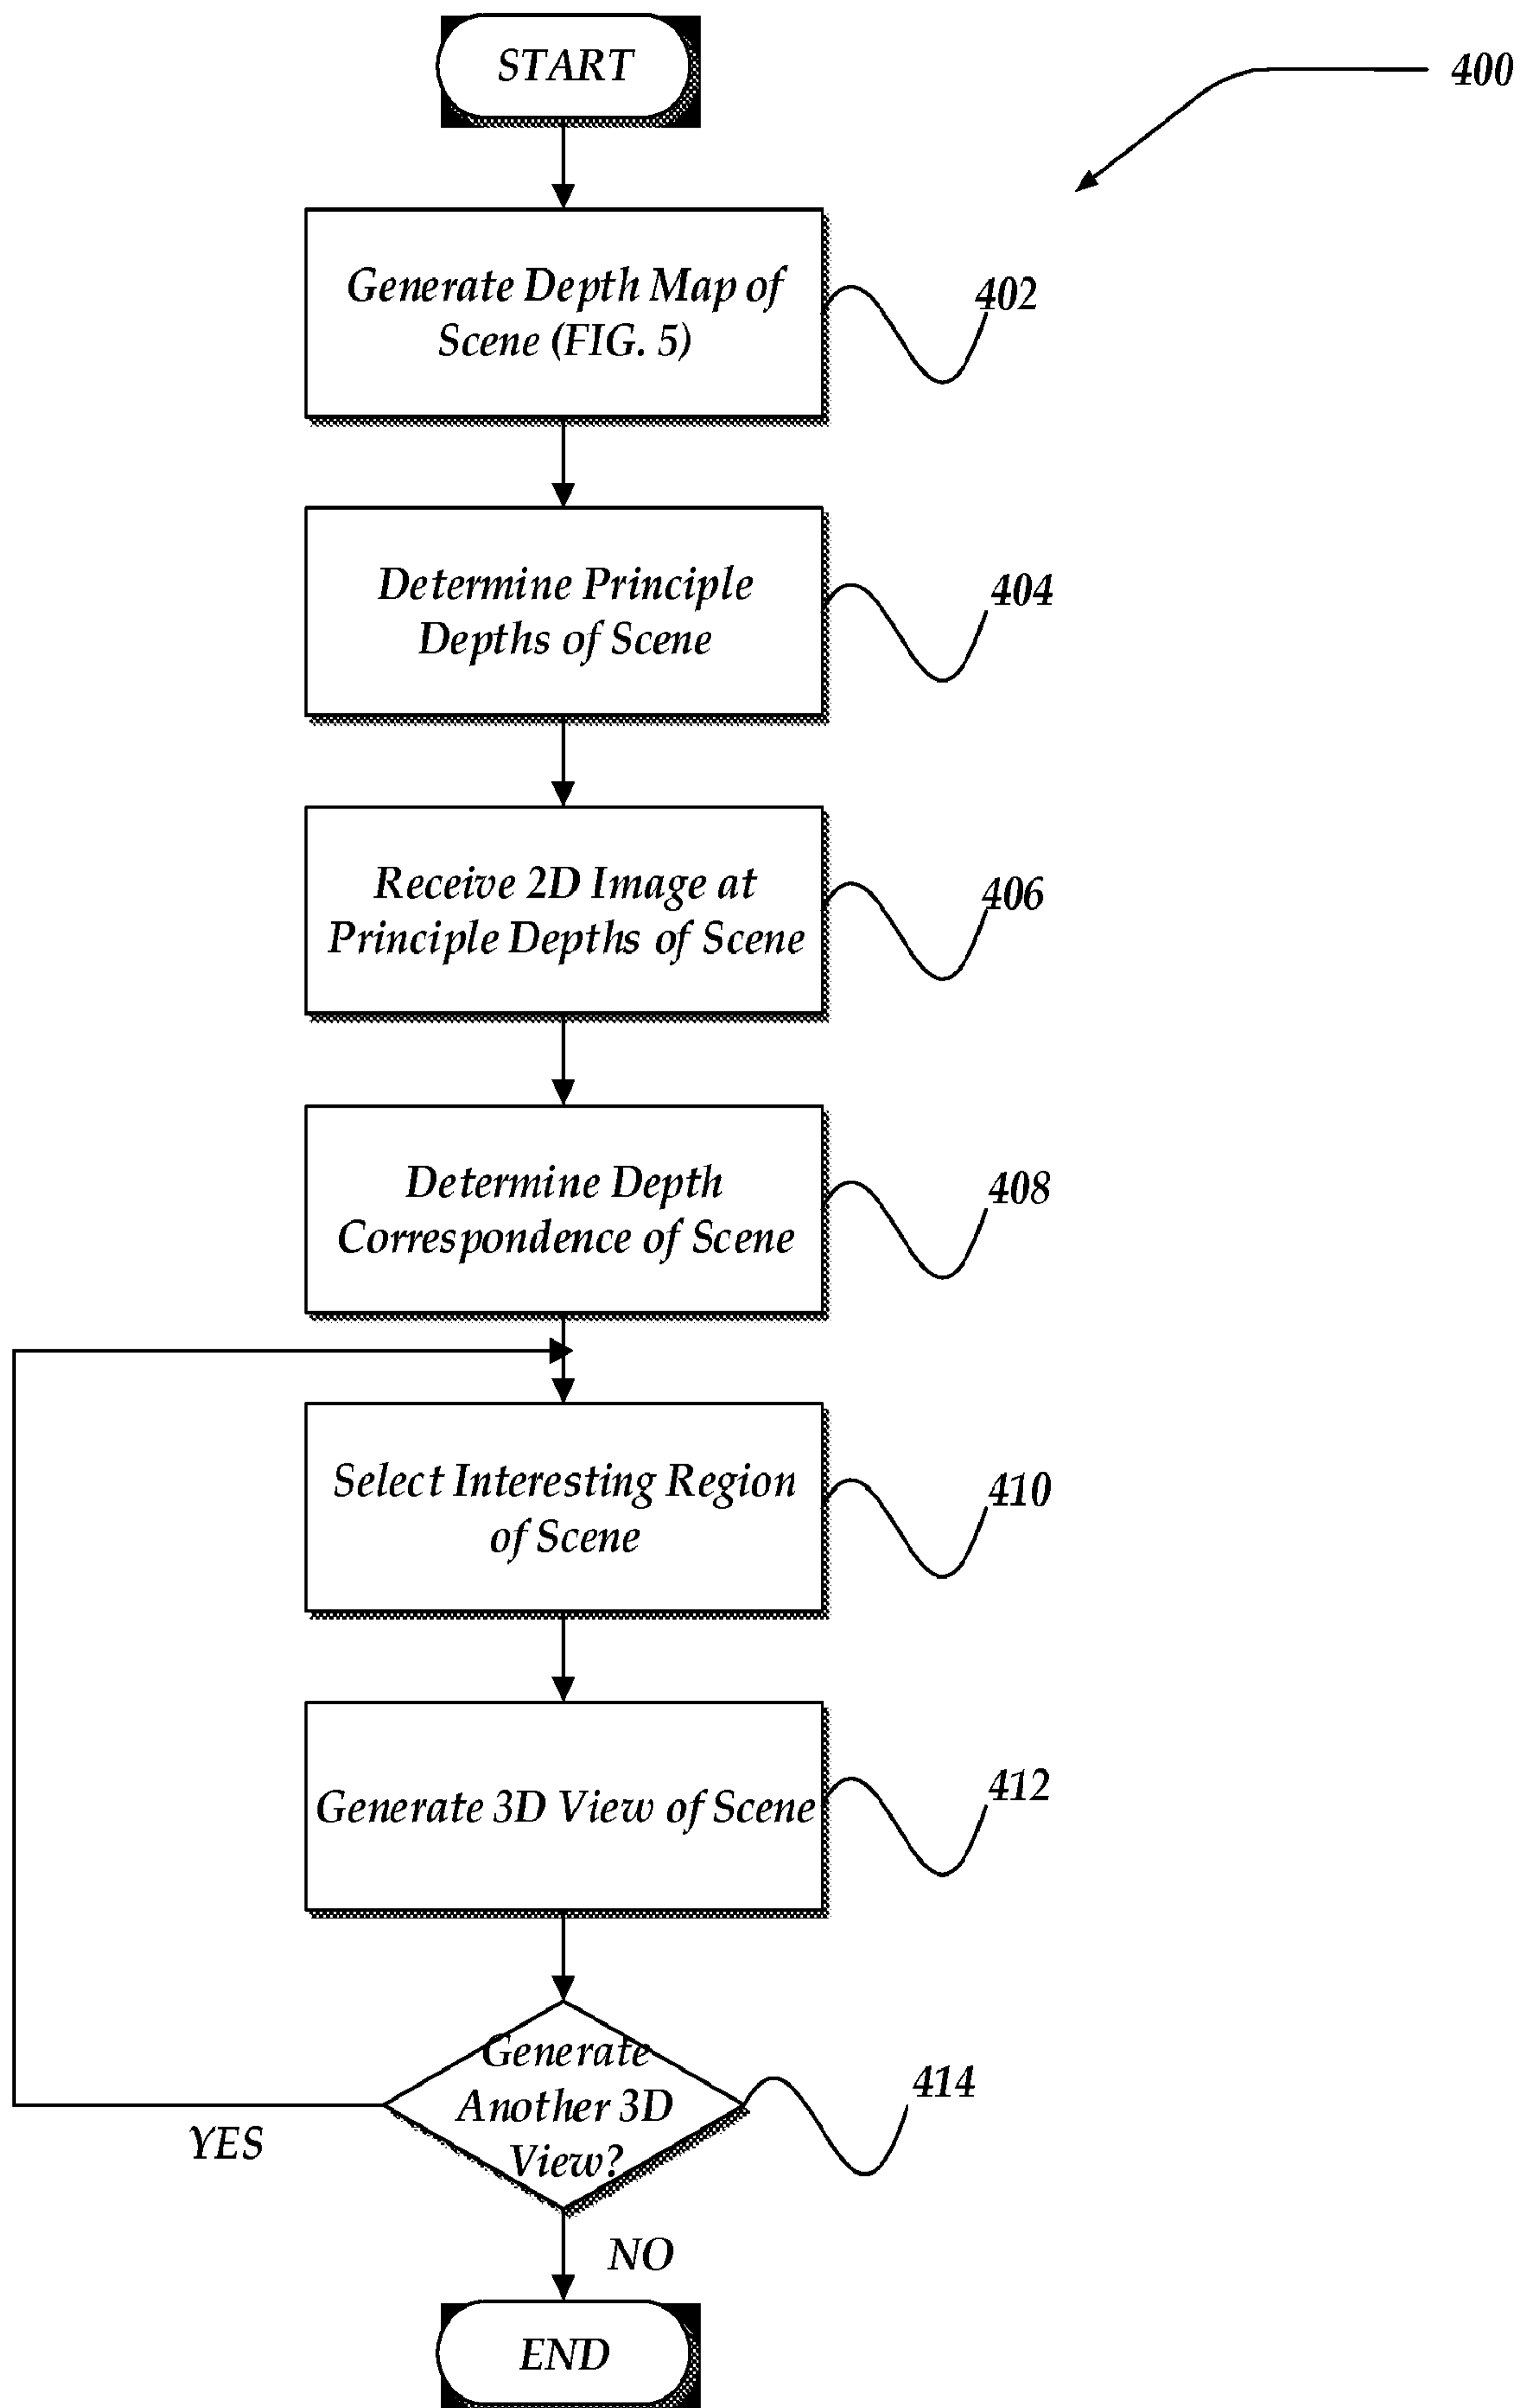 START
400
Generate Depth Map of
Scene (FIG. 5)
402
Determine Principle
Depths of Scene
404
Receive 2D Image at
Principle Depths of Scene
406
Determine Depth
Correspondence of Scene
408
Select Interesting Region
of Scene
410
Generate 3D View of Scene
412
Generate
Another 3D
View?
414
YES
NO
END